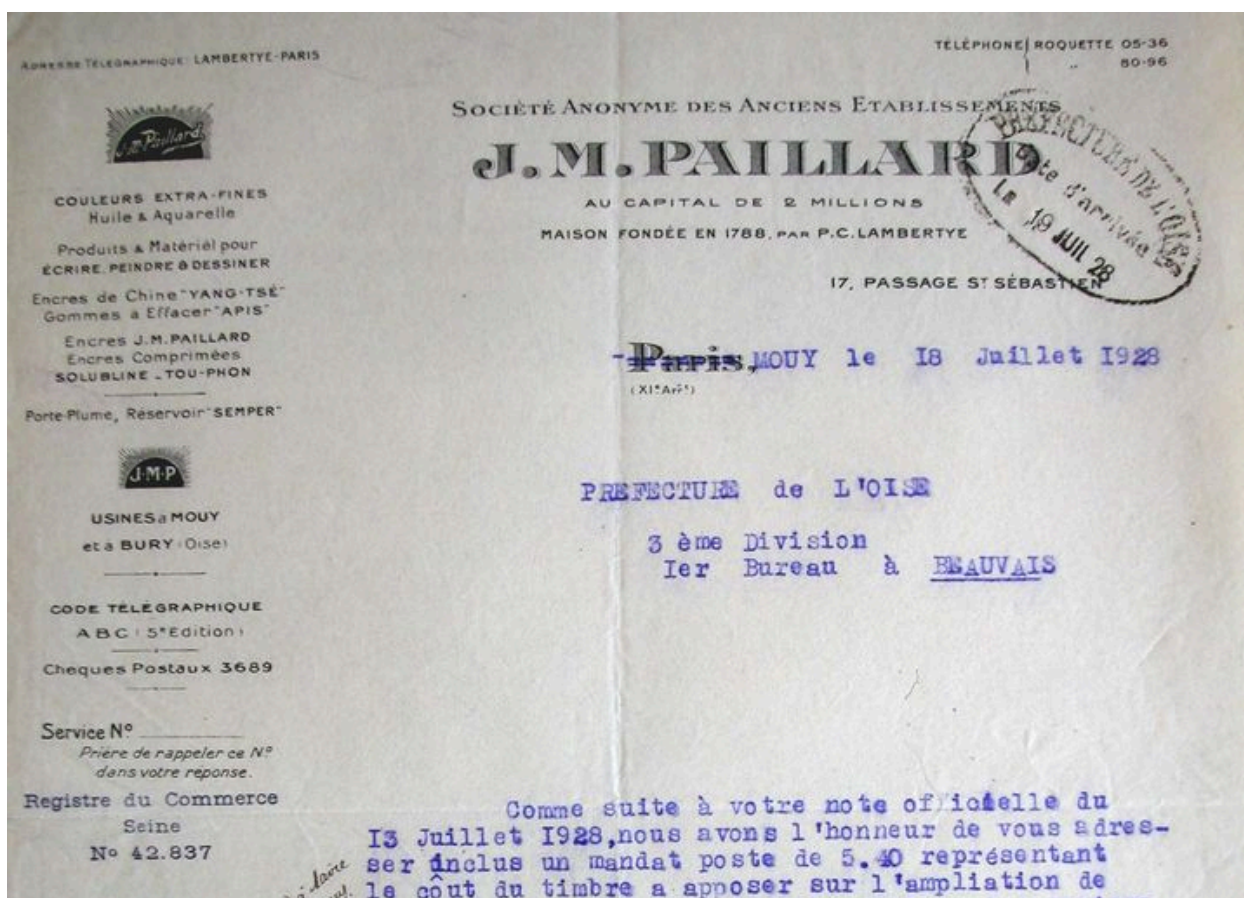 ADRESSE TÉLÉGRAPHIQUE: LAMBERTYE-PARIS
TÉLÉPHONE ROQUETTE 05-36
" 80-96
J.M. Paillard
COULEURS EXTRA-FINES
Huile & Aquarelle
Produits & Matériel pour
ÉCRIRE, PEINDRE & DESSINER
Encres de Chine "YANG-TSÉ"
Gommes a Effacer "APIS"
Encres J.M. PAILLARD
Encres Comprimées
SOLUBLINE - TOU-PHON
Porte-Plume, Réservoir "SEMPER"
J-M-P
USINES a MOUY
et a BURY (Oise)
CODE TÉLÉGRAPHIQUE
A B C (5e Edition)
Cheques Postaux 3689
Service No
Prière de rappeler ce No
dans votre réponse.
Registre du Commerce
Seine
No 42.837
SOCIÉTÉ ANONYME DES ANCIENS ETABLISSEMENTS
J. M. PAILLARD
AU CAPITAL DE 2 MILLIONS
MAISON FONDÉE EN 1788, PAR P.C. LAMBERTYE
17, PASSAGE ST SÉBASTIEN
PREFECTURE DE L'OISE
Date d'arrivée
Le 19 JUIL 28
Paris, MOUY le I8 Juillet I928
(XIe Arrt)
PREFECTURE de L'OISE
3 ème Division
Ier Bureau à BEAUVAIS
Comme suite à votre note officielle du
I3 Juillet I928,nous avons l'honneur de vous adres-
ser inclus un mandat poste de 5.40 représentant
le coût du timbre a apposer sur l'ampliation de